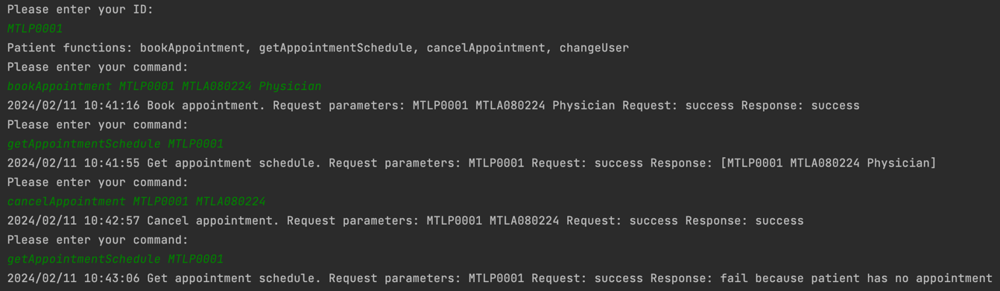 Please enter your ID:
MTLP0001
Patient functions: bookAppointment, getAppointmentSchedule, cancelAppointment, changeUser
Please enter your command:
bookAppointment MTLP0001 MTLA080224 Physician
2024/02/11 10:41:16 Book appointment. Request parameters: MTLP0001 MTLA080224 Physician Request: success Response: success
Please enter your command:
getAppointmentSchedule MTLP0001
2024/02/11 10:41:55 Get appointment schedule. Request parameters: MTLP0001 Request: success Response: [MTLP0001 MTLA080224 Physician]
Please enter your command:
cancelAppointment MTLP0001 MTLA080224
2024/02/11 10:42:57 Cancel appointment. Request parameters: MTLP0001 MTLA080224 Request: success Response: success
Please enter your command:
getAppointmentSchedule MTLP0001
2024/02/11 10:43:06 Get appointment schedule. Request parameters: MTLP0001 Request: success Response: fail because patient has no appointment